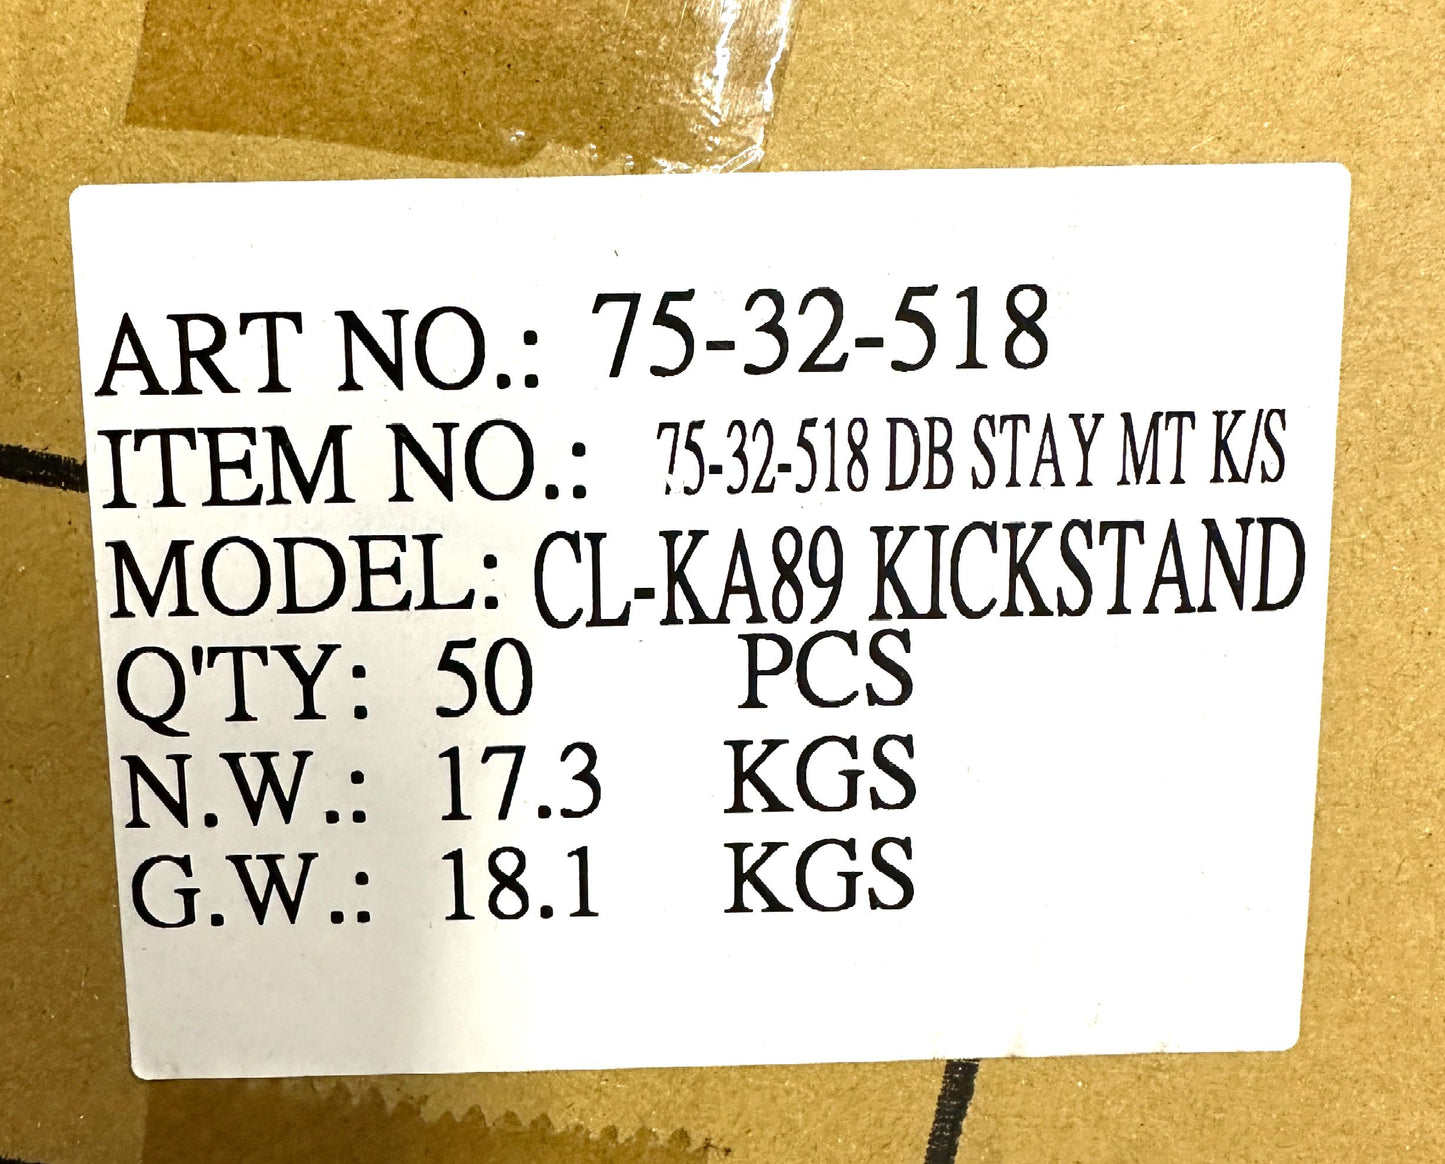 ART NO.: 75-32-518
ITEM NO.: 75-32-518 DB STAY MT K/S
MODEL: CL-KA89 KICKSTAND
Q'TY: 50 PCS
N.W.: 17.3 KGS
G.W.: 18.1 KGS